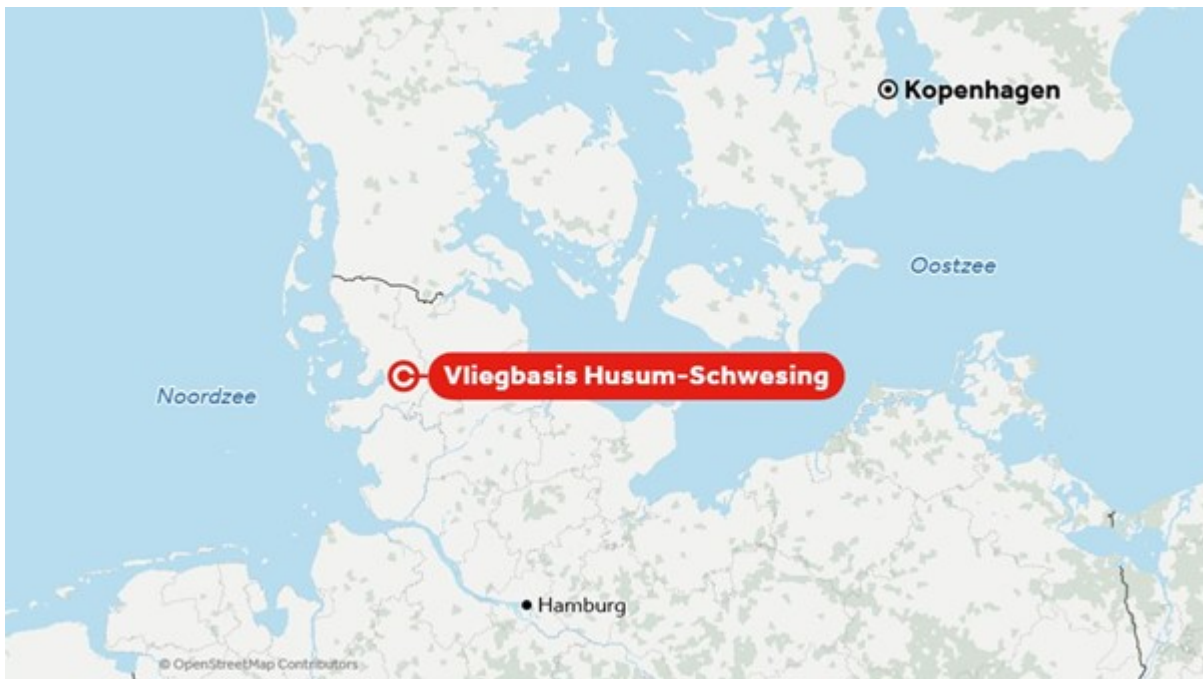 Kopenhagen
Oostzee
Vliegbasis Husum-Schwesing
Noordzee
Hamburg
© OpenStreetMap Contributors